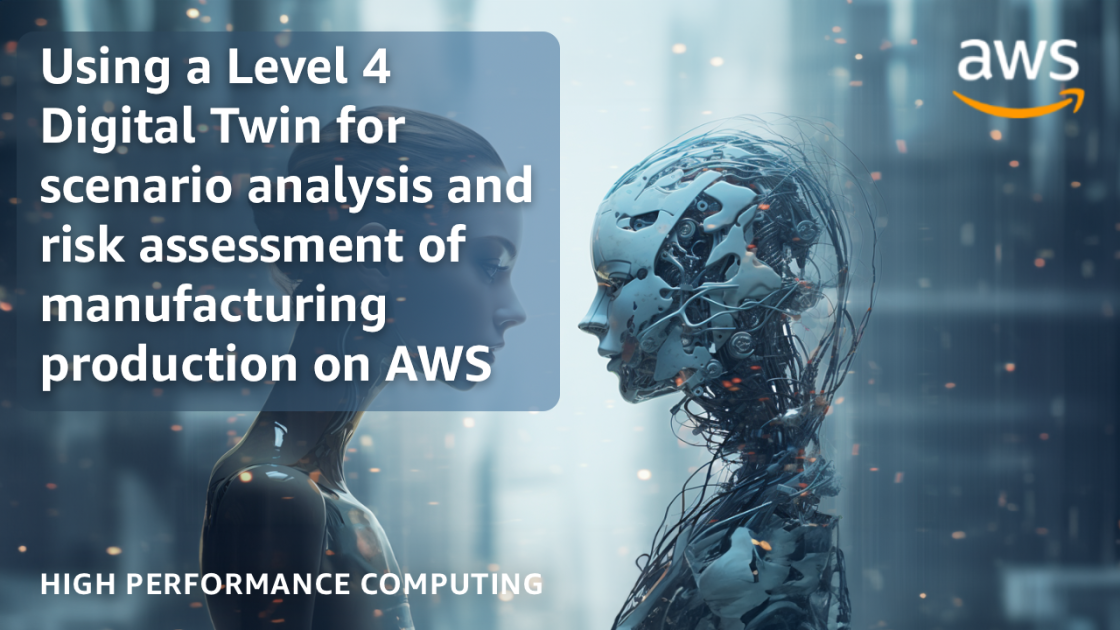 Using a Level 4
Digital Twin for
scenario analysis and
risk assessment of
manufacturing
production on AWS
aws
HIGH PERFORMANCE COMPUTING